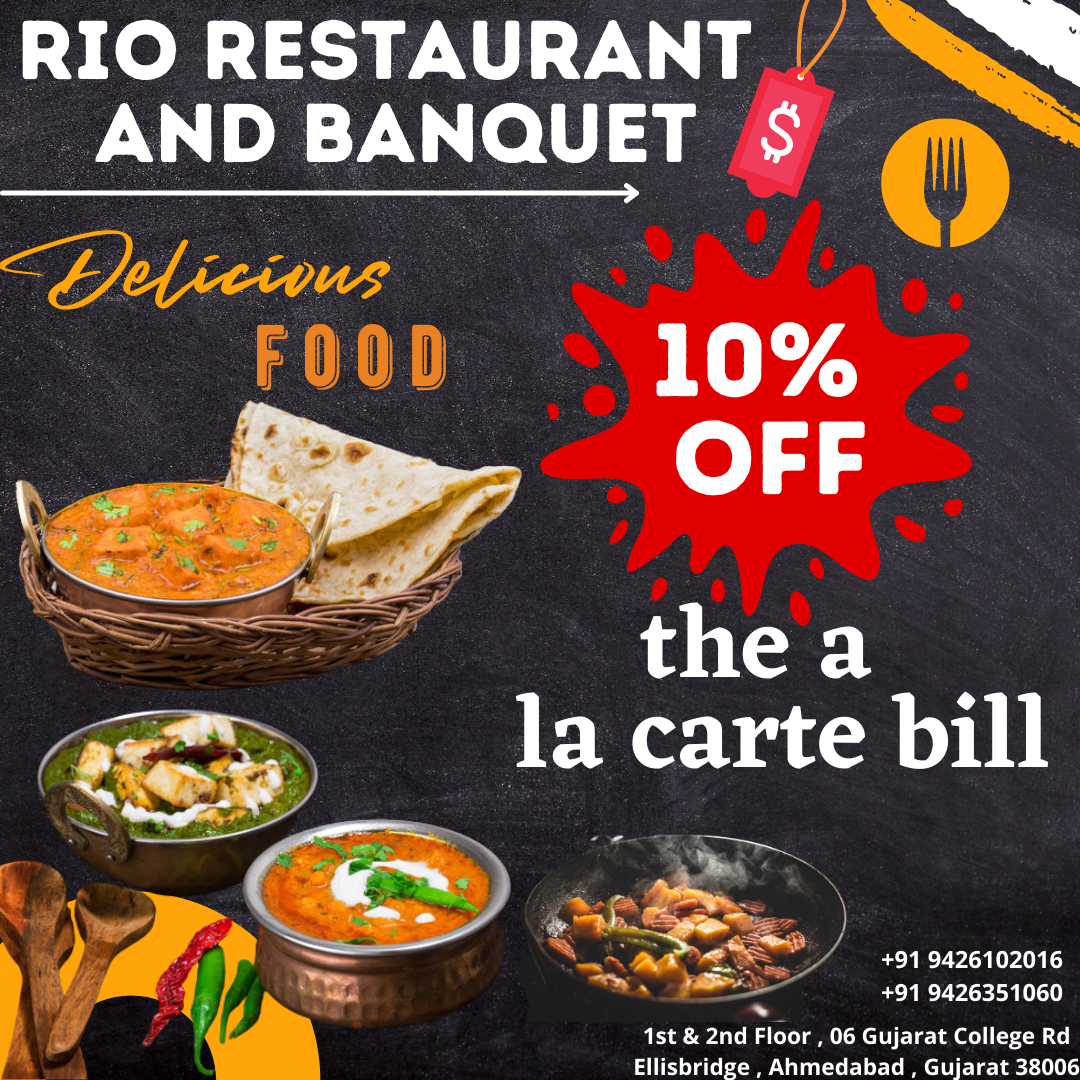 RIO RESTAURANT
AND BANQUET
$
Delicious
FOOD
10%
OFF
the a
la carte bill
+91 9426102016
+91 9426351060
1st & 2nd Floor , 06 Gujarat College Rd
Ellisbridge , Ahmedabad , Gujarat 38006